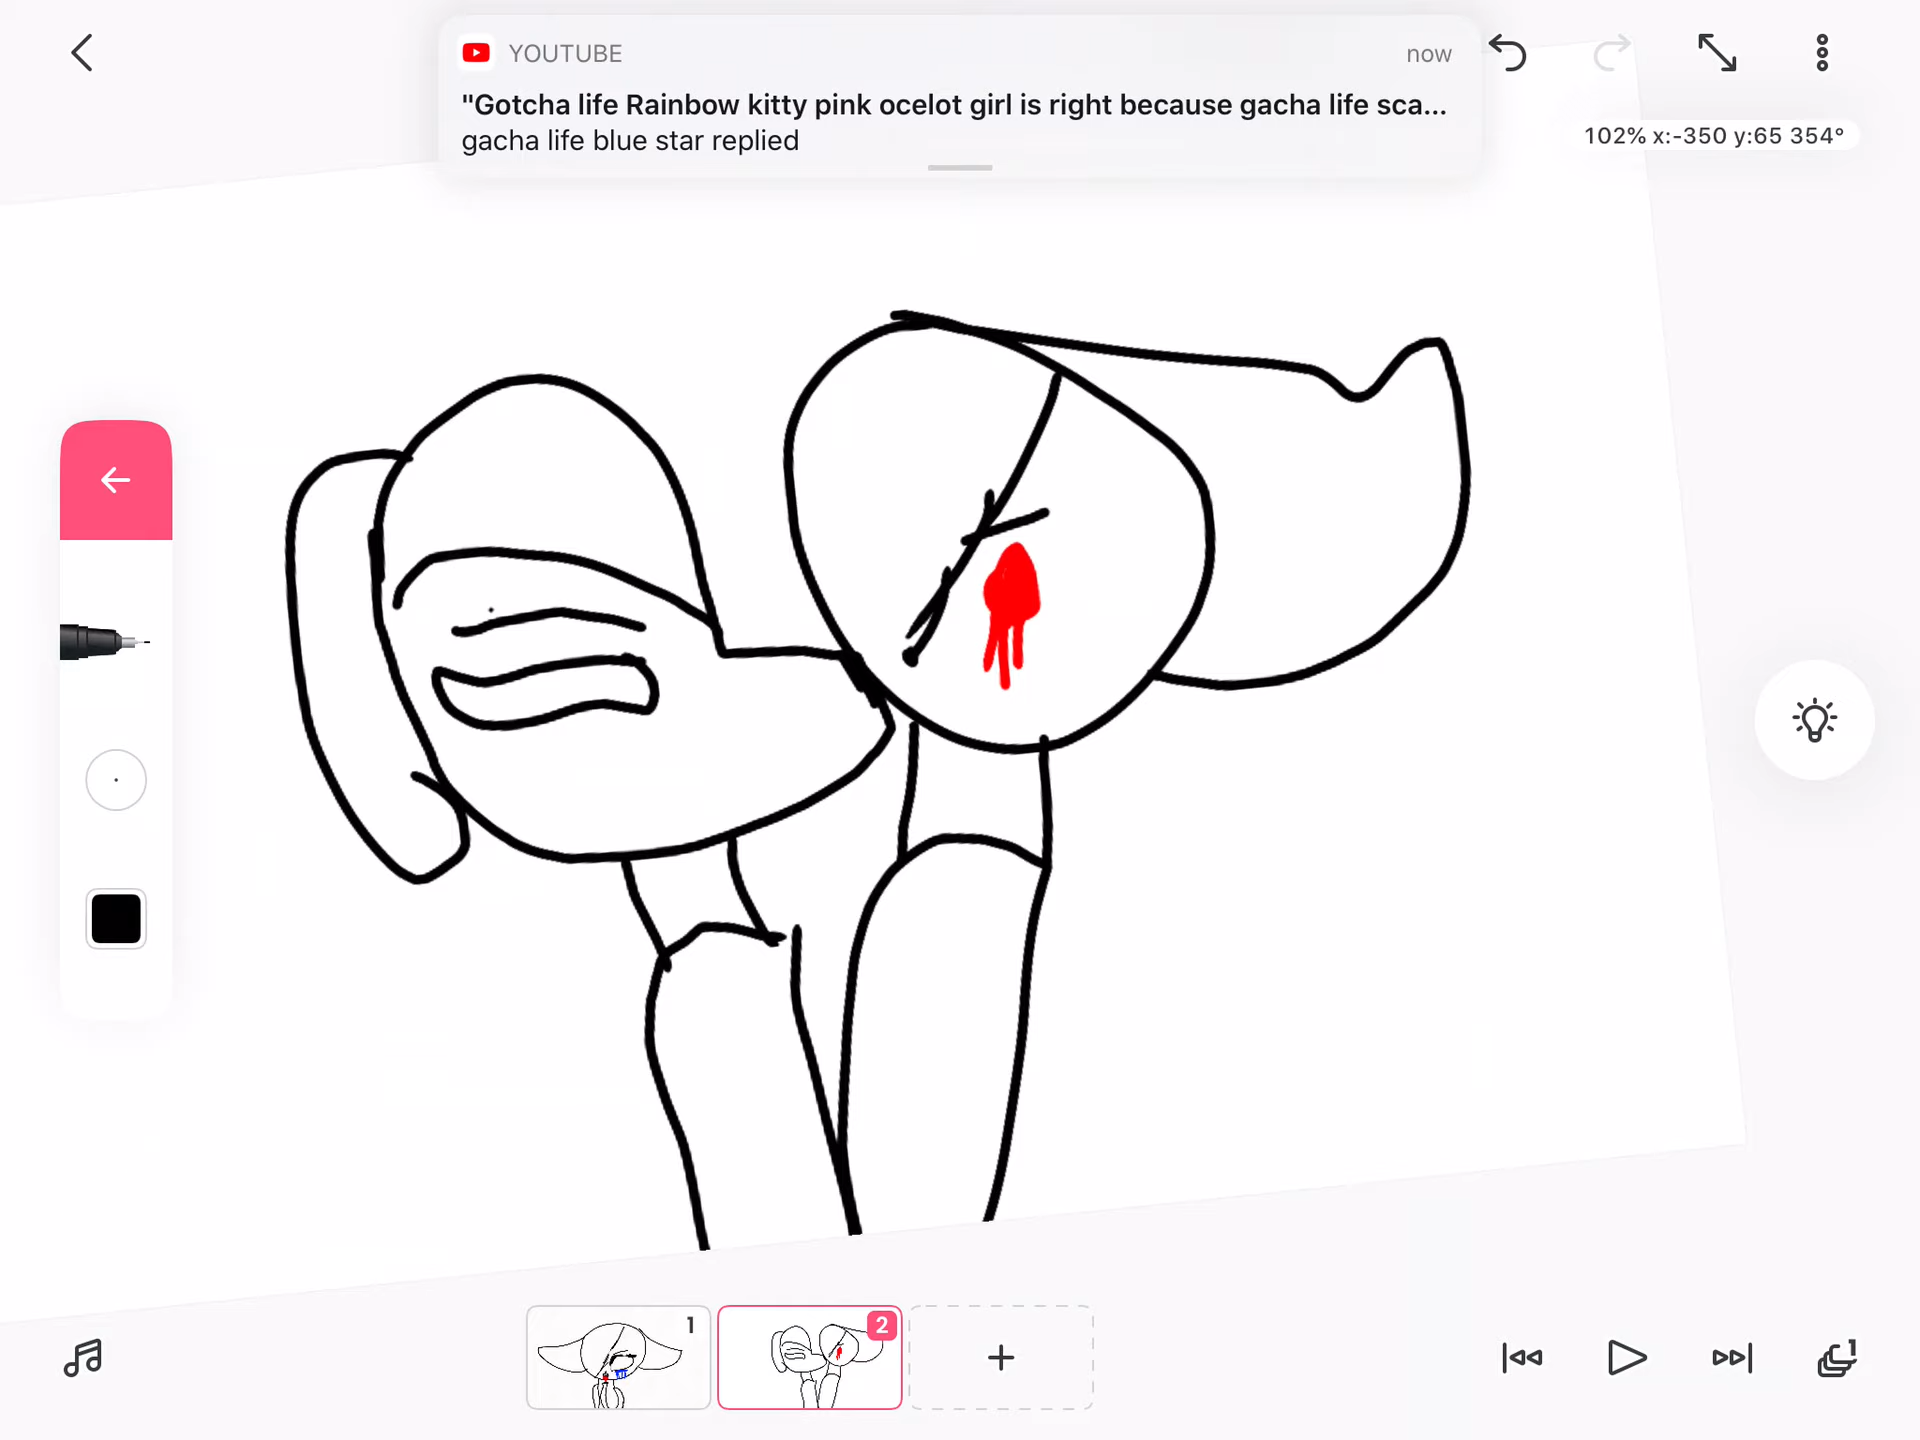 YOUTUBE
now
"Gotcha life Rainbow kitty pink ocelot girl is right because gacha life sca...
gacha life blue star replied
102% x:-350 y:65 354°
1
2
1